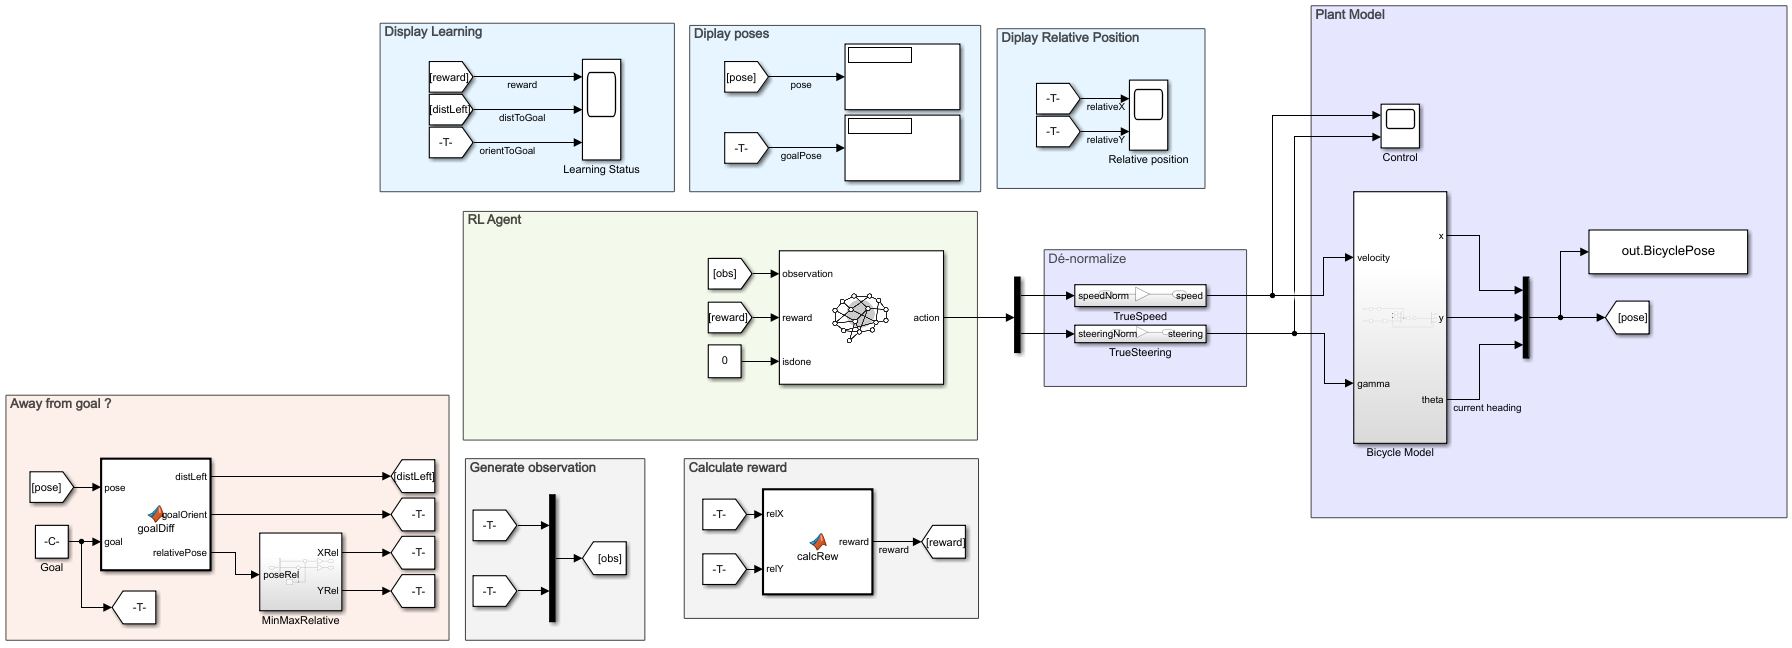 Display Learning
[reward]
reward
[distLeft]
distToGoal
-T-
orientToGoal
Learning Status
Diplay poses
[pose]
pose
-T-
goalPose
Diplay Relative Position
-T-
relativeX
-T-
relativeY
Relative position
Plant Model
Control
velocity
gamma
x
y
theta
current heading
Bicycle Model
out.BicyclePose
[pose]
RL Agent
[obs]
observation
[reward]
reward
0
isdone
action
Dé-normalize
speedNorm
speed
TrueSpeed
steeringNorm
steering
TrueSteering
Away from goal ?
[pose]
pose
-C-
Goal
goal
goalDiff
distLeft
goalOrient
relativePose
[distLeft]
-T-
poseRel
XRel
YRel
MinMaxRelative
-T-
-T-
-T-
Generate observation
-T-
-T-
[obs]
Calculate reward
-T-
relX
-T-
relY
calcRew
reward
reward
[reward]